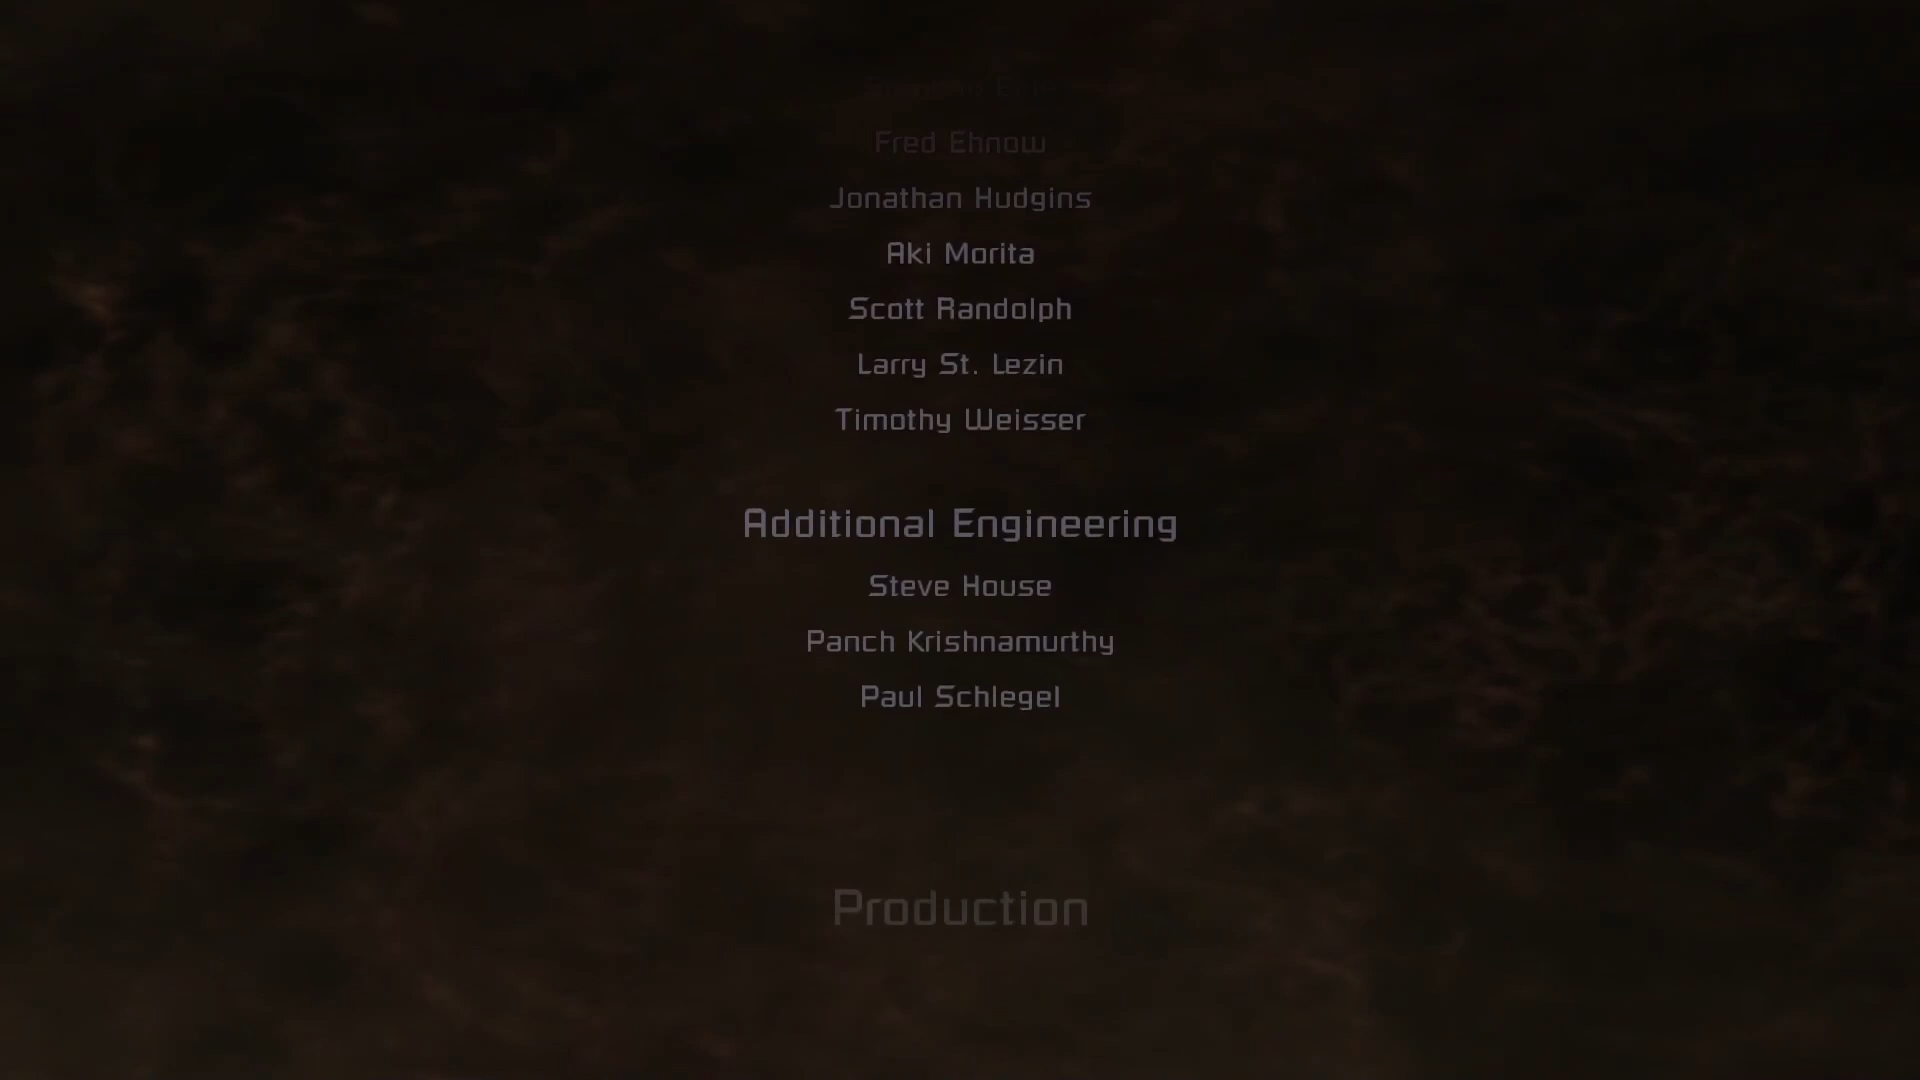 Fred Ehnow
Jonathan Hudgins
Aki Morita
Scott Randolph
Larry St. Lezin
Timothy Weisser
Additional Engineering
Steve House
Panch Krishnamurthy
Paul Schlegel
Production